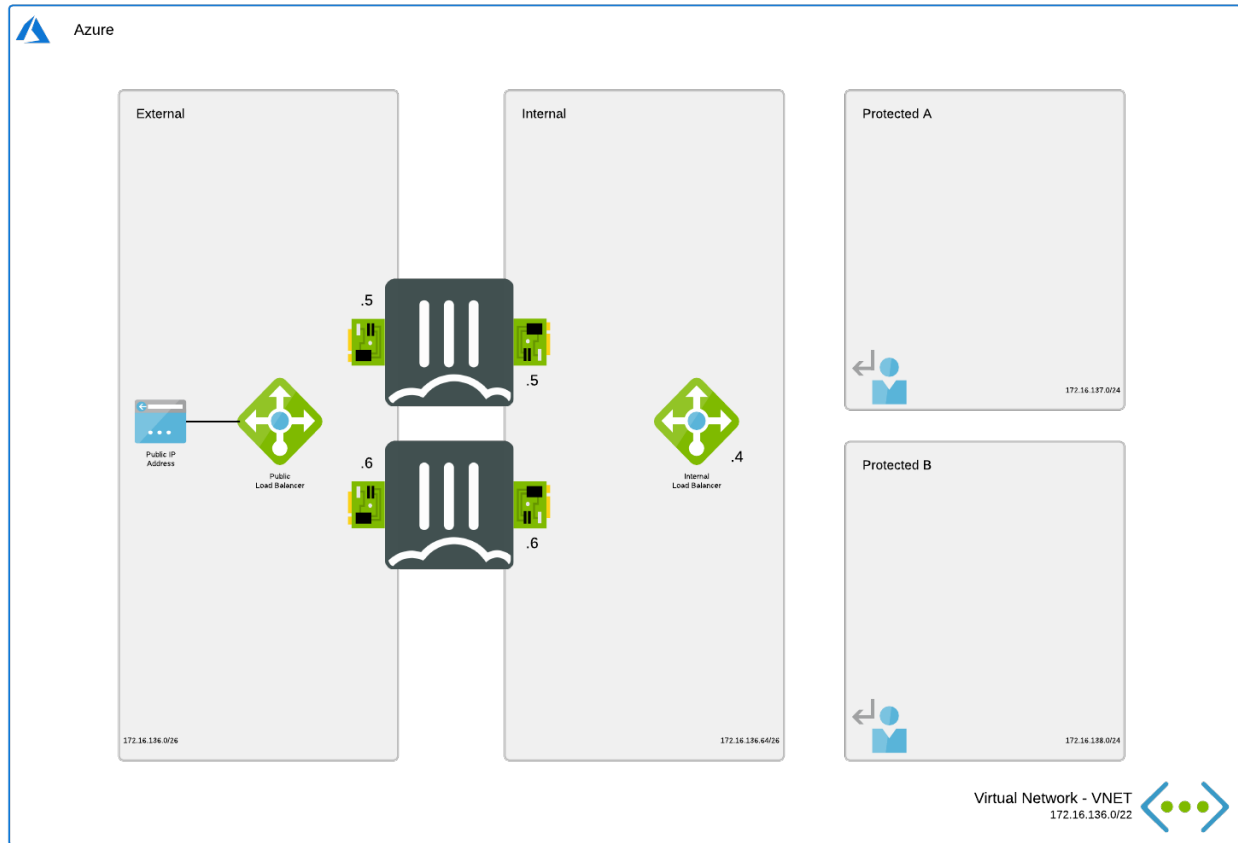 Azure
External
Internal
Protected A
.5
.5
172.16.137.0/24
Public IP
Address
Public
Load Balancer
.6
.6
Internal
Load Balancer
.4
Protected B
172.16.136.0/26
172.16.136.64/26
172.16.138.0/24
Virtual Network - VNET
172.16.136.0/22